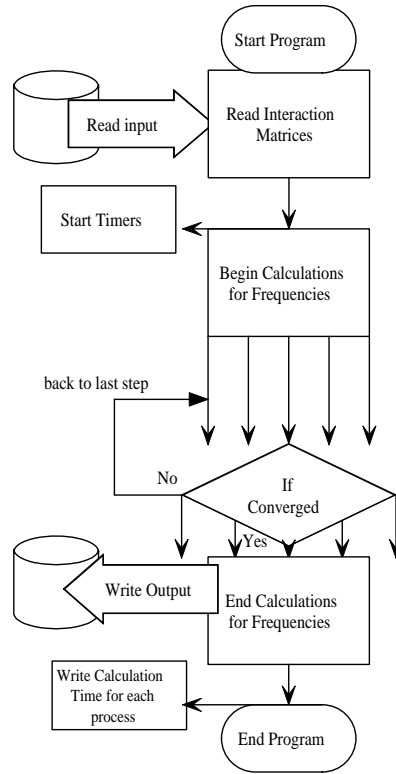 Start Program
Read input
Read Interaction
Matrices
Start Timers
Begin Calculations
for Frequencies
back to last step
No
If
Converged
Yes
Write Output
End Calculations
for Frequencies
Write Calculation
Time for each
process
End Program